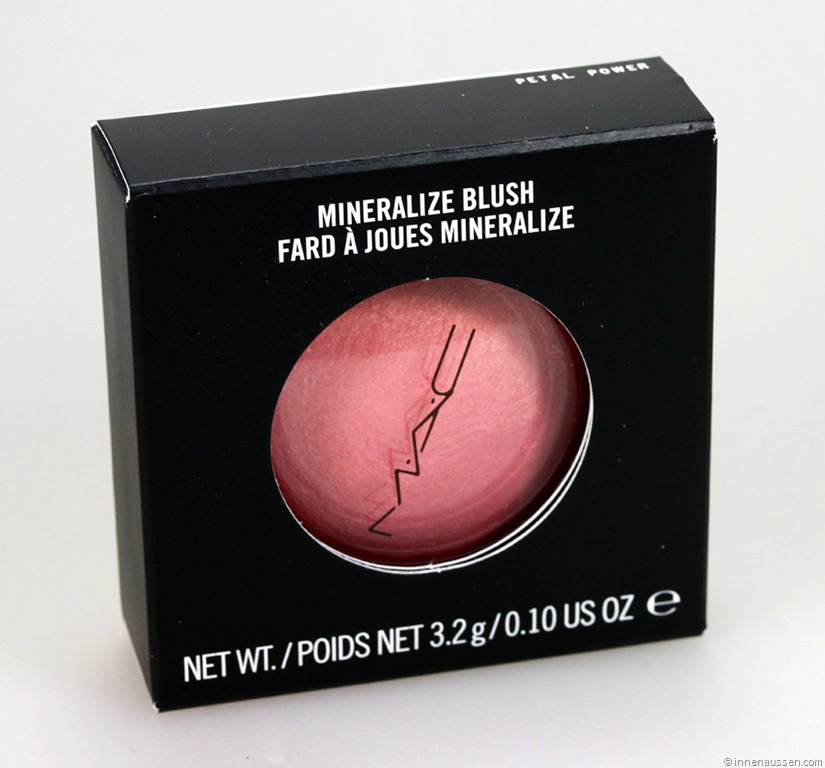 PETAL POWER
MINERALIZE BLUSH
FARD À JOUES MINERALIZE
M·A·C
NET WT. / POIDS NET 3.2 g / 0.10 US OZ ℮
©innenaussen.com